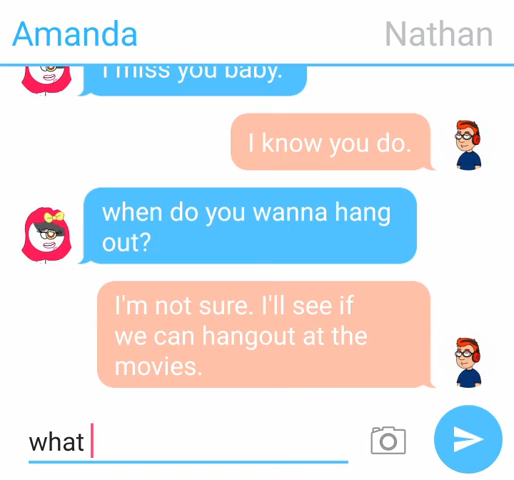 Amanda
Nathan
I miss you baby.
I know you do.
when do you wanna hang
out?
I'm not sure. I'll see if
we can hangout at the
movies.
what